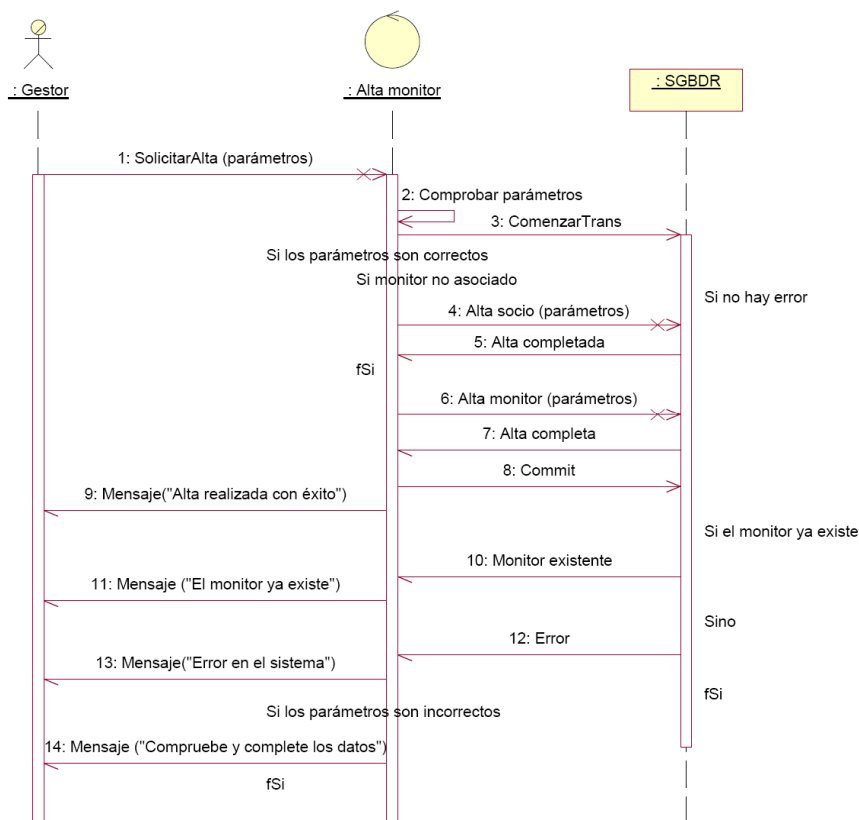 : Gestor
: Alta monitor
: SGBDR
1: SolicitarAlta (parámetros)
2: Comprobar parámetros
3: ComenzarTrans
Si los parámetros son correctos
Si monitor no asociado
Si no hay error
4: Alta socio (parámetros)
5: Alta completada
fSi
6: Alta monitor (parámetros)
7: Alta completa
8: Commit
9: Mensaje("Alta realizada con éxito")
Si el monitor ya existe
10: Monitor existente
11: Mensaje ("El monitor ya existe")
Sino
12: Error
13: Mensaje("Error en el sistema")
fSi
Si los parámetros son incorrectos
14: Mensaje ("Compruebe y complete los datos")
fSi